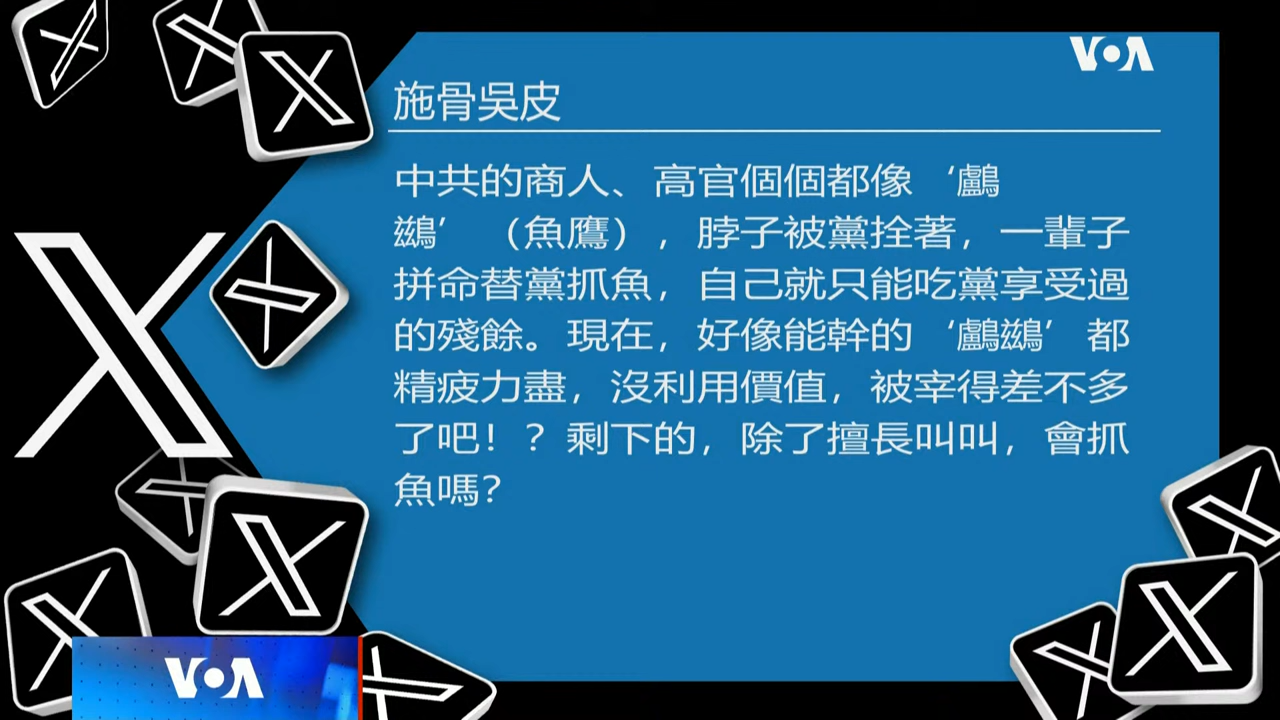 VOA
施骨吳皮
中共的商人、高官個個都像‘鸕
鷀’（魚鷹），脖子被黨拴著，一輩子
拼命替黨抓魚，自己就只能吃黨享受過
的殘餘。現在，好像能幹的‘鸕鷀’都
精疲力盡，沒利用價值，被宰得差不多
了吧！？剩下的，除了擅長叫叫，會抓
魚嗎？
VOA